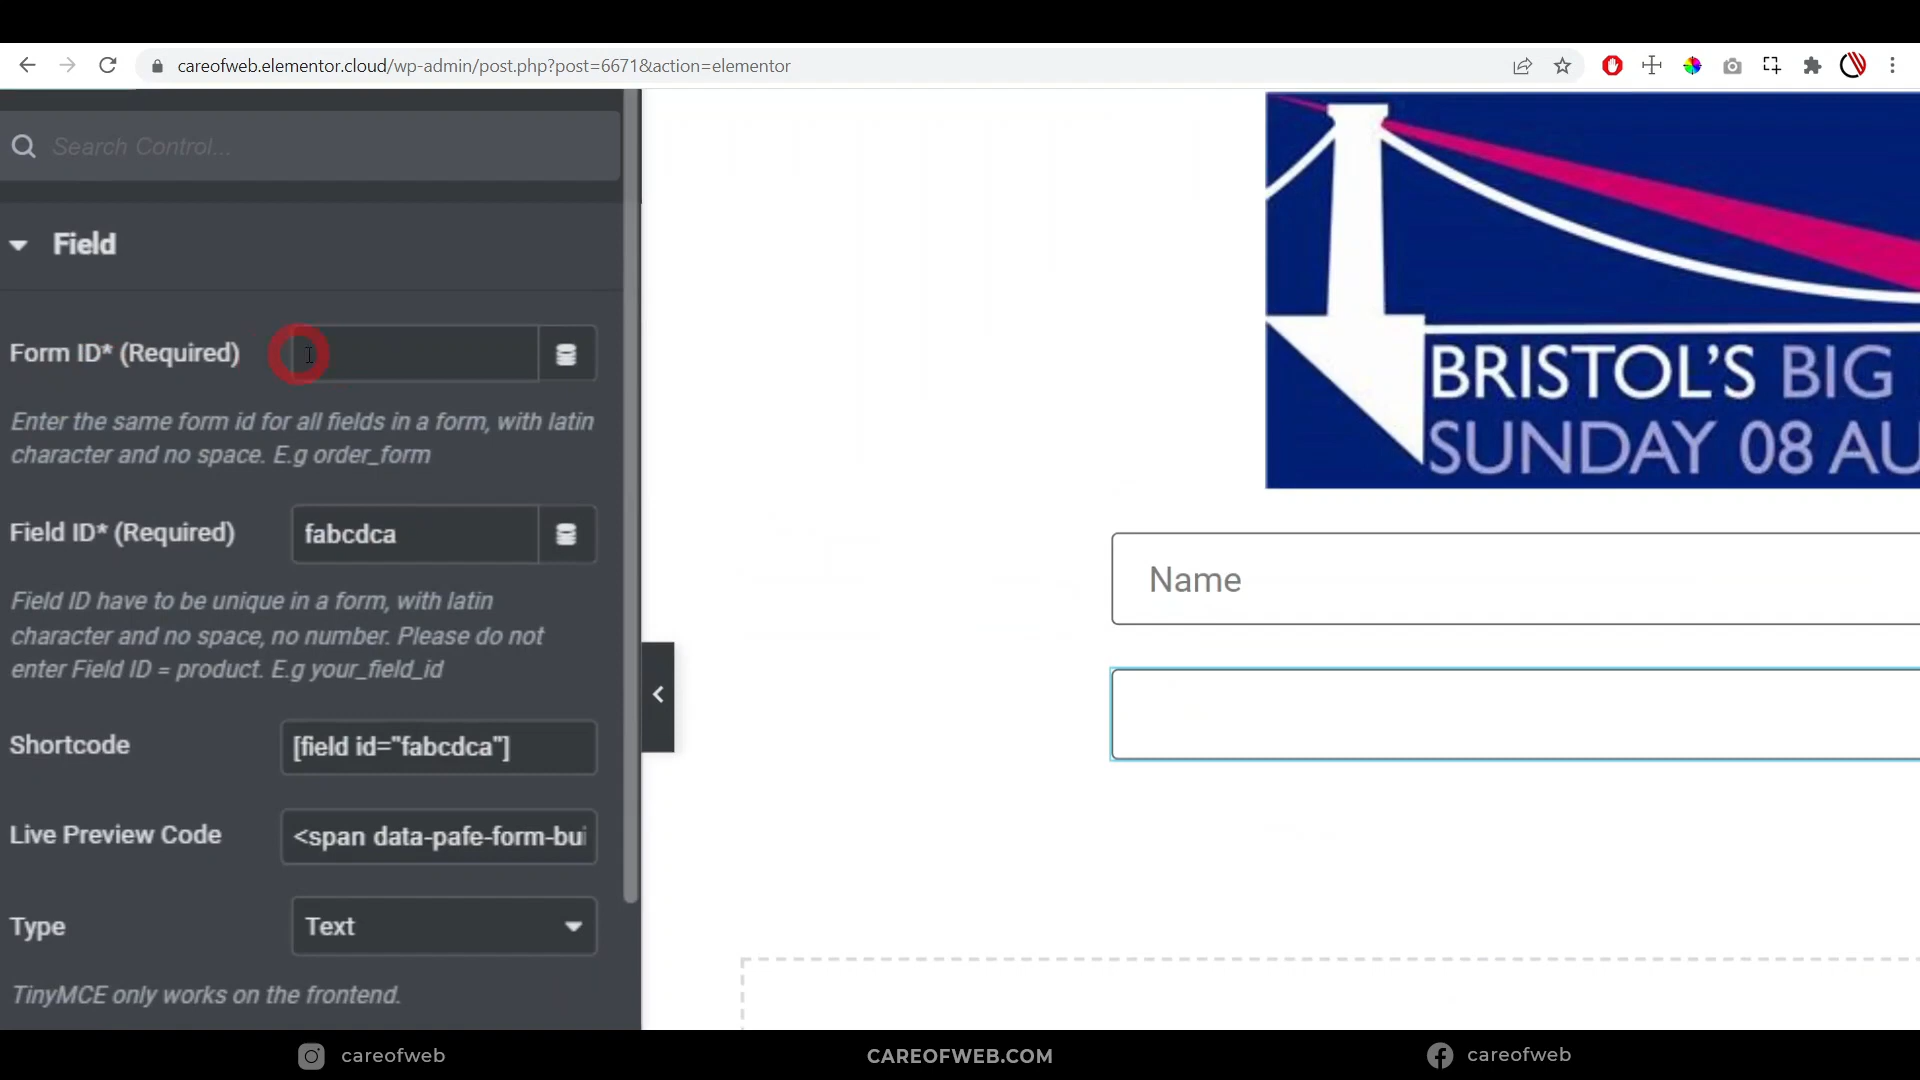 careofweb.elementor.cloud/wp-admin/post.php?post=6671&action=elementor
Search Control...
Field
Form ID* (Required)
Enter the same form id for all fields in a form, with latin
character and no space. E.g order_form
Field ID* (Required)
fabcdca
Field ID have to be unique in a form, with latin
character and no space, no number. Please do not
enter Field ID = product. E.g your_field_id
Shortcode
[field id="fabcdca"]
Live Preview Code
<span data-pafe-form-bui
Type
Text
TinyMCE only works on the frontend.
BRISTOL'S BIG
SUNDAY 08 AU
Name
careofweb
CAREOFWEB.COM
careofweb